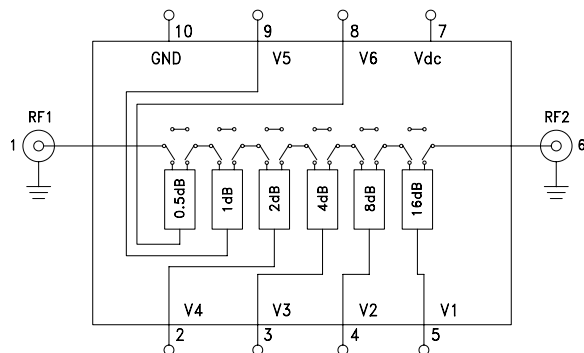 10 9 8 7
GND V5 V6 Vdc
RF1 RF2
1 6
0.5dB 1dB 2dB 4dB 8dB 16dB
V4 V3 V2 V1
2 3 4 5